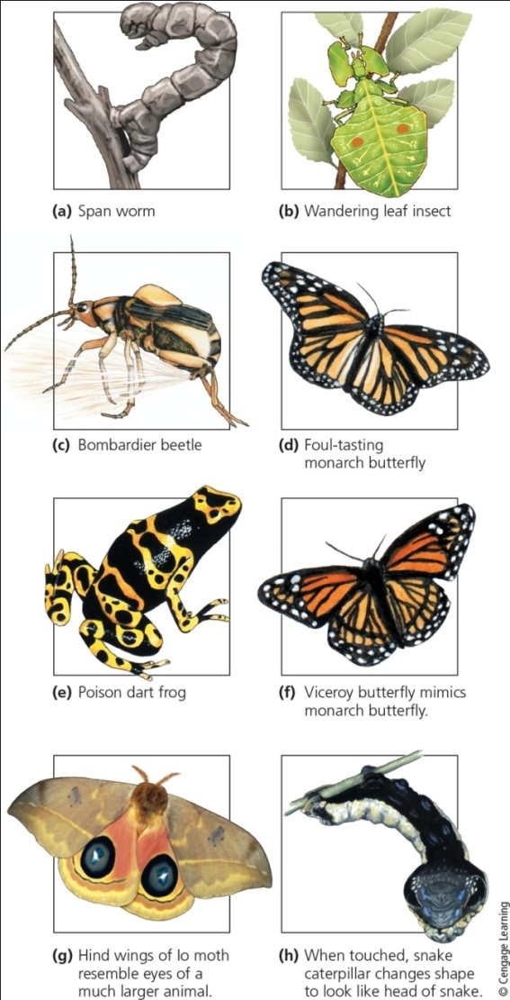 (a) Span worm
(b) Wandering leaf insect
(c) Bombardier beetle
(d) Foul-tasting
monarch butterfly
(e) Poison dart frog
(f) Viceroy butterfly mimics
monarch butterfly.
(g) Hind wings of Io moth
resemble eyes of a
much larger animal.
(h) When touched, snake
caterpillar changes shape
to look like head of snake.
© Cengage Learning